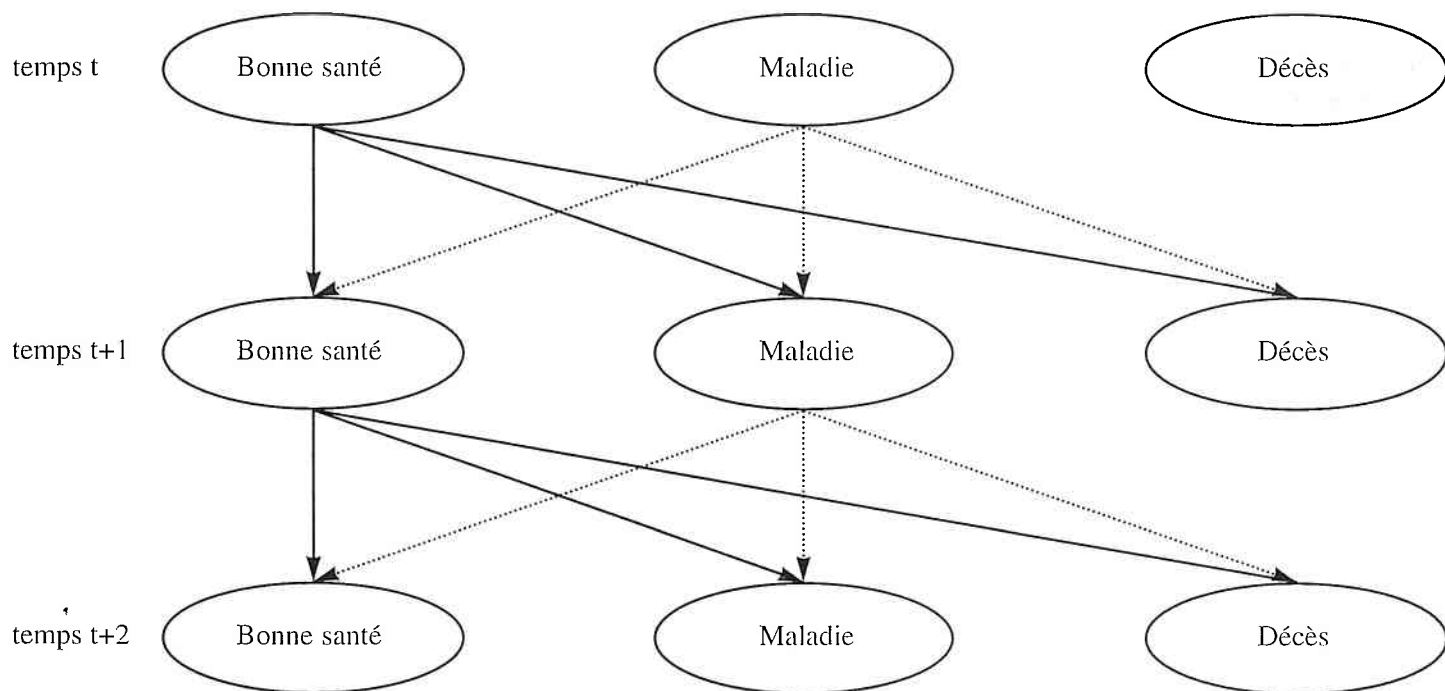 temps t Bonne santé Maladie Décès
temps t+1 Bonne santé Maladie Décès
temps t+2 Bonne santé Maladie Décès